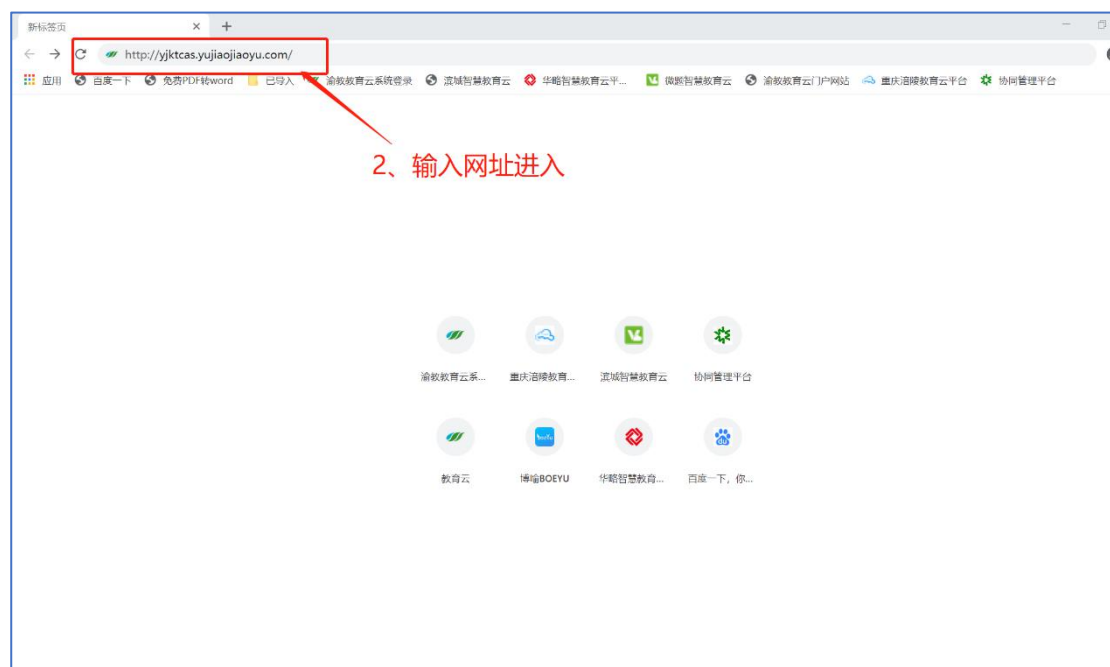 新标签页
http://yjktcas.yujiaojiaoyu.com/
应用 百度一下 免费PDF转word 已导入 渝教教育云系统登录 滨城智慧教育云 华略智慧教育云平... 微题智慧教育云 渝教教育云门户网站 重庆涪陵教育云平台 协同管理平台
2、输入网址进入
渝教教育云系... 重庆涪陵教育... 滨城智慧教育云 协同管理平台
教育云 博喻BOEYU 华略智慧教育... 百度一下，你...